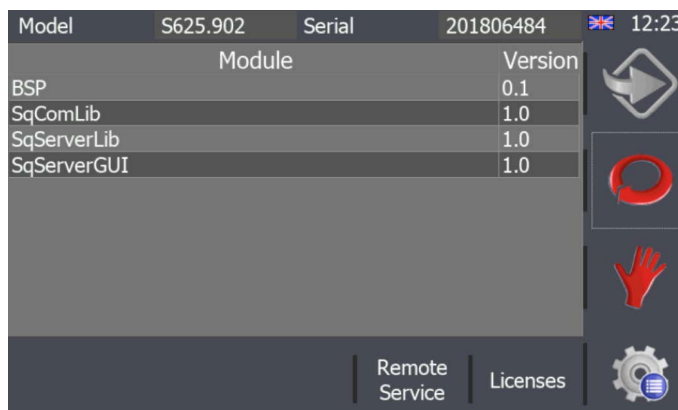 Model S625.902 Serial 201806484 12:23
Module Version
BSP 0.1
SqComLib 1.0
SqServerLib 1.0
SqServerGUI 1.0
Remote
Service
Licenses